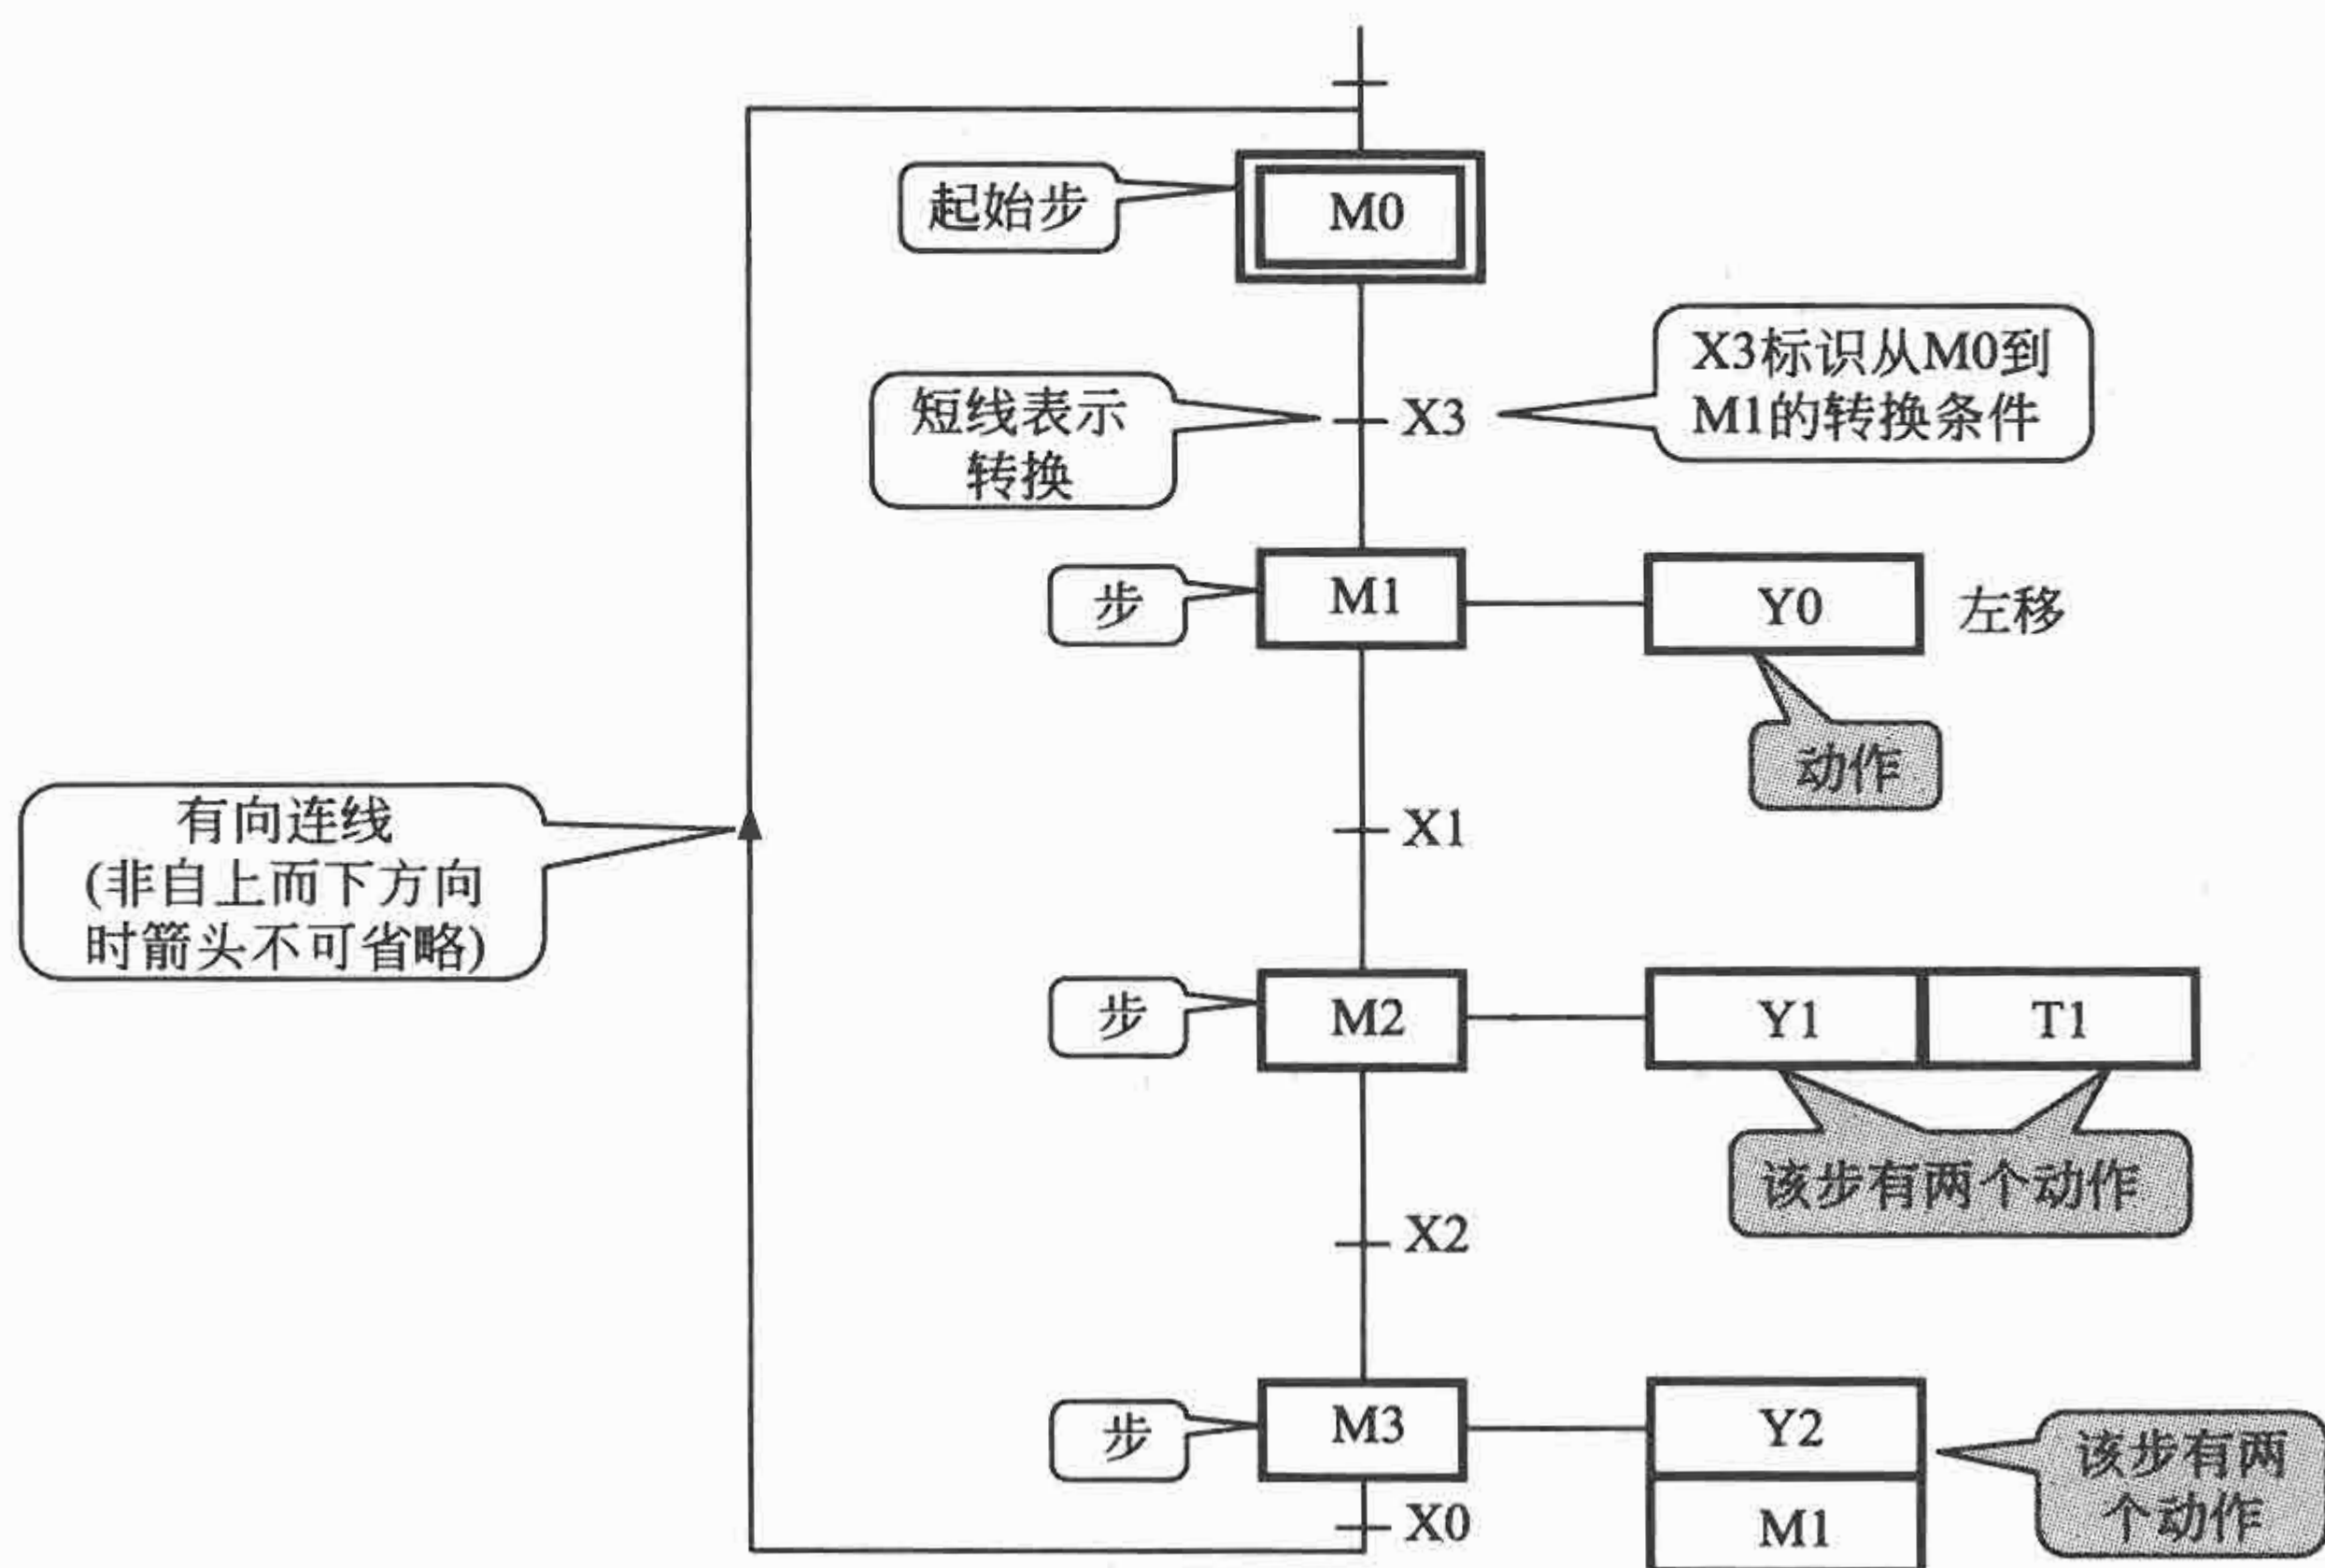 起始步
M0
短线表示
转换
X3
X3标识从M0到
M1的转换条件
步
M1
Y0
左移
动作
有向连线
(非自上而下方向
时箭头不可省略)
X1
步
M2
Y1
T1
该步有两个动作
X2
步
M3
Y2
M1
该步有两
个动作
X0